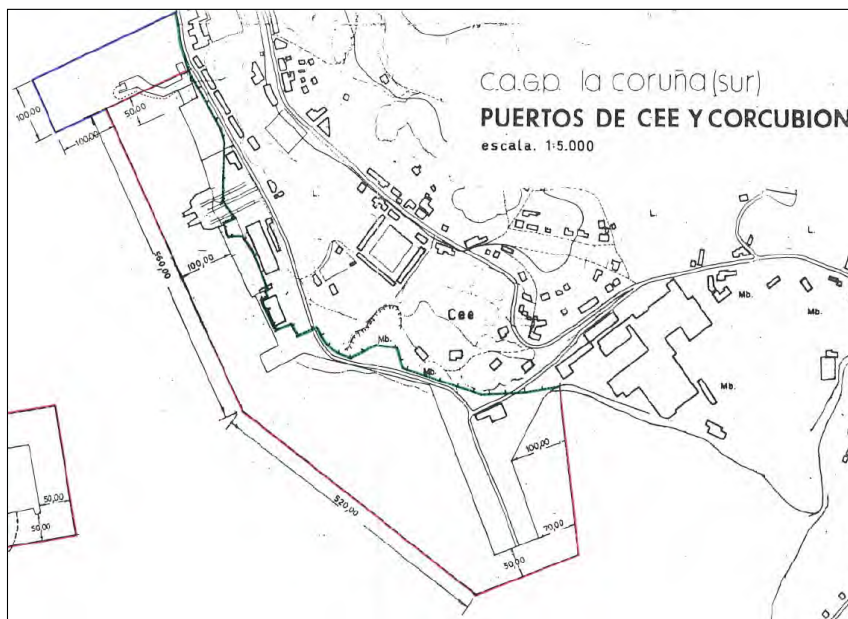 c.a.g.p. la coruña (sur)
PUERTOS DE CEE Y CORCUBION
escala. 1:5.000
100,00
50,00
100,00
L.
L.
L.
560,00
100,00
Cee
Mb.
Mb.
Mb.
Mb.
Mb.
100,00
50,00
50,00
520,00
70,00
50,00